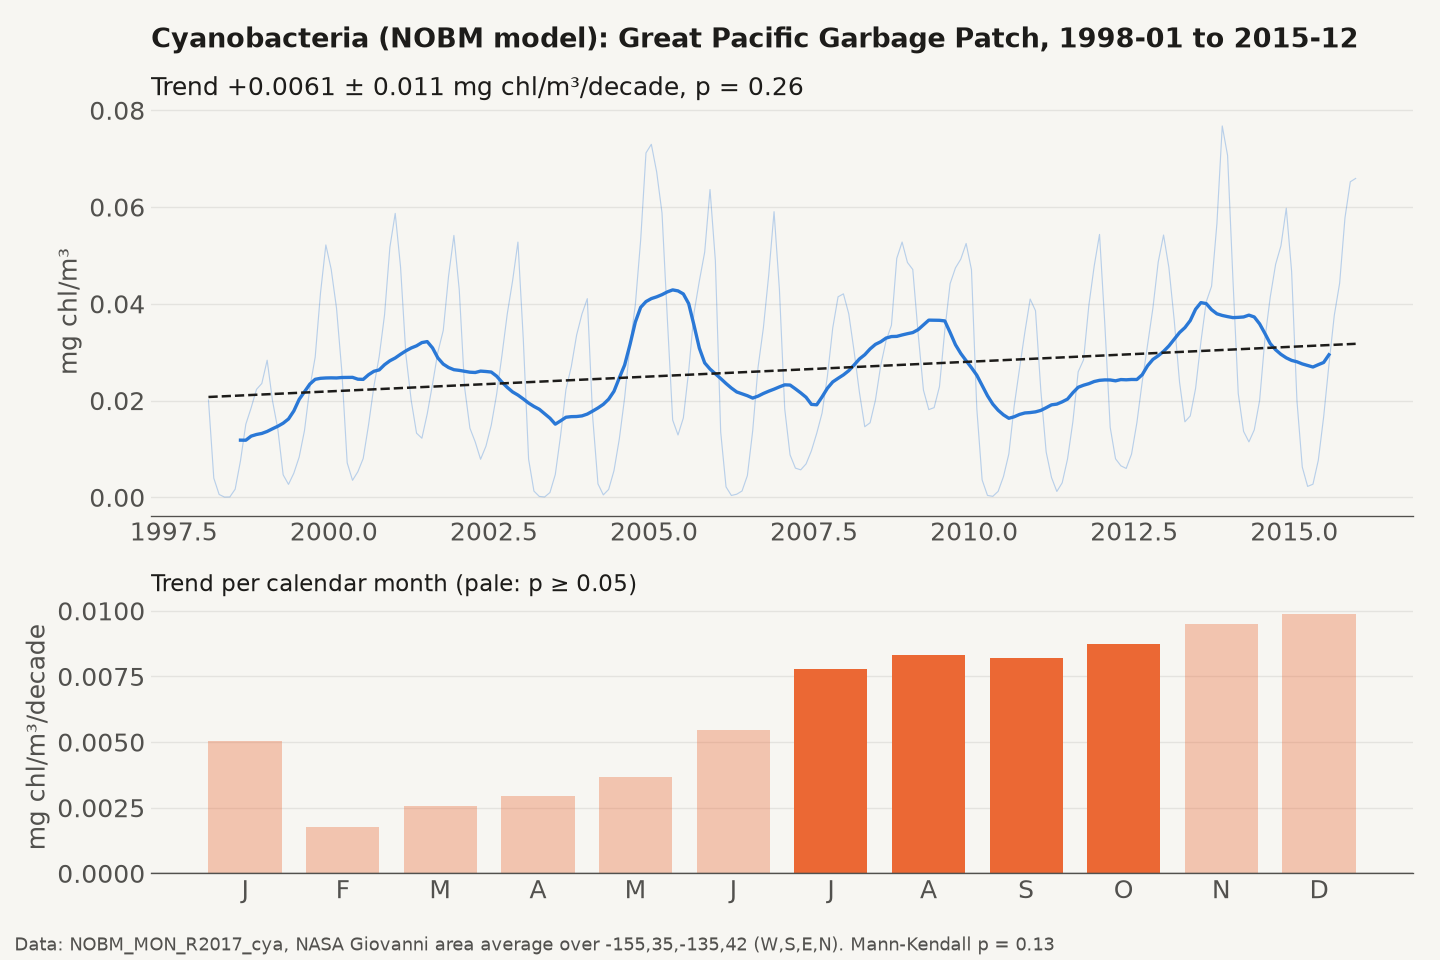 Cyanobacteria (NOBM model): Great Pacific Garbage Patch, 1998-01 to 2015-12
Trend +0.0061 ± 0.011 mg chl/m³/decade, p = 0.26
0.08
0.06
0.04
0.02
0.00
mg chl/m³
1997.5 2000.0 2002.5 2005.0 2007.5 2010.0 2012.5 2015.0
Trend per calendar month (pale: p ≥ 0.05)
0.0100
0.0075
0.0050
0.0025
0.0000
mg chl/m³/decade
J F M A M J J A S O N D
Data: NOBM_MON_R2017_cya, NASA Giovanni area average over -155,35,-135,42 (W,S,E,N). Mann-Kendall p = 0.13